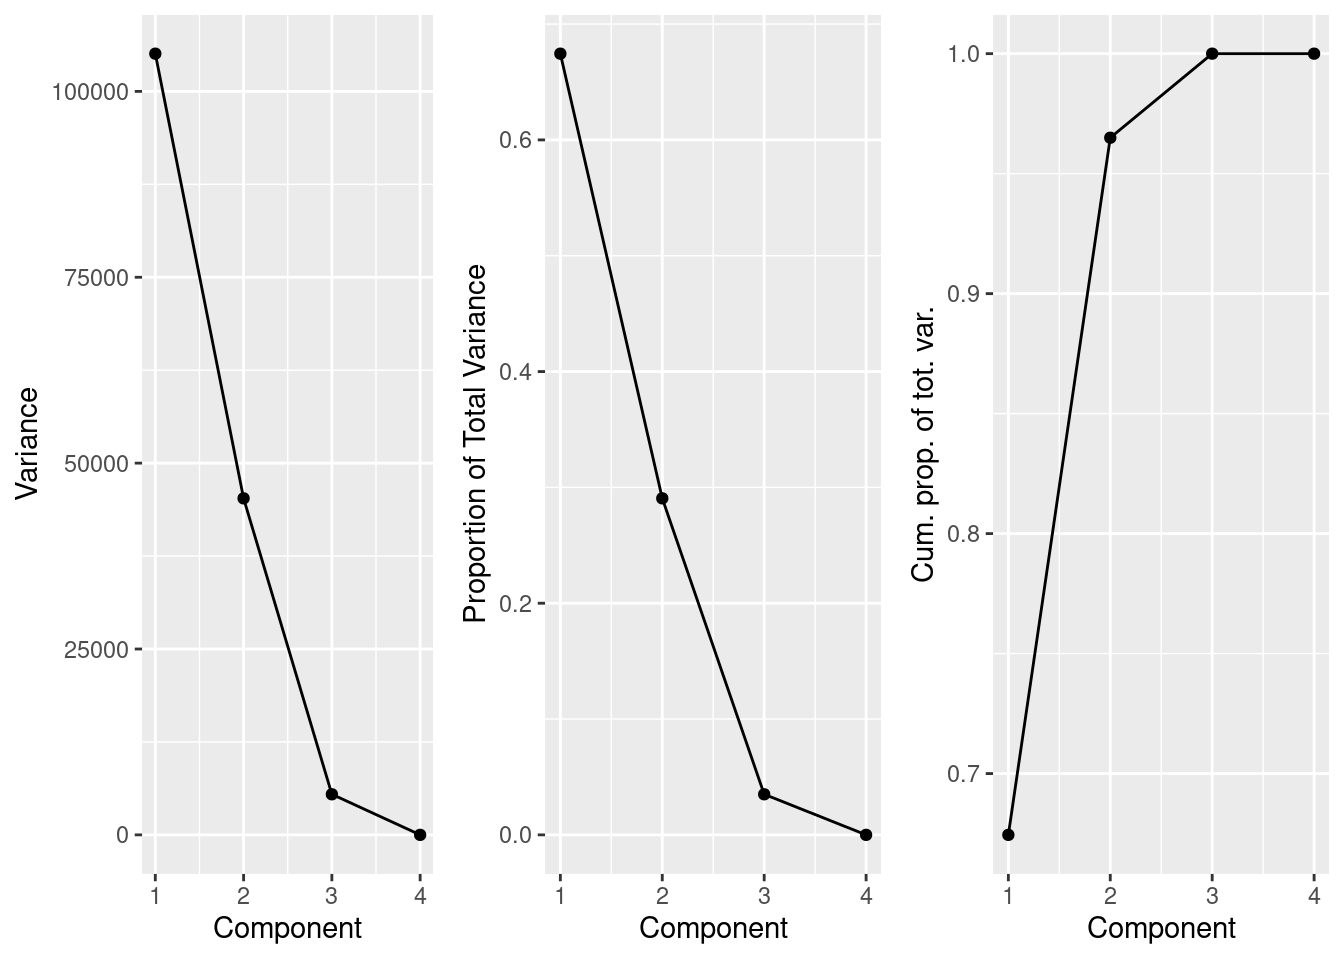 Variance
100000
75000
50000
25000
0
1 2 3 4
Component
Proportion of Total Variance
0.6
0.4
0.2
0.0
1 2 3 4
Component
Cum. prop. of tot. var.
1.0
0.9
0.8
0.7
1 2 3 4
Component